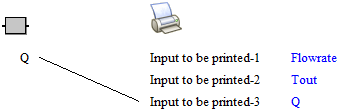 Input to be printed-1 Flowrate
Input to be printed-2 Tout
Q Input to be printed-3 Q